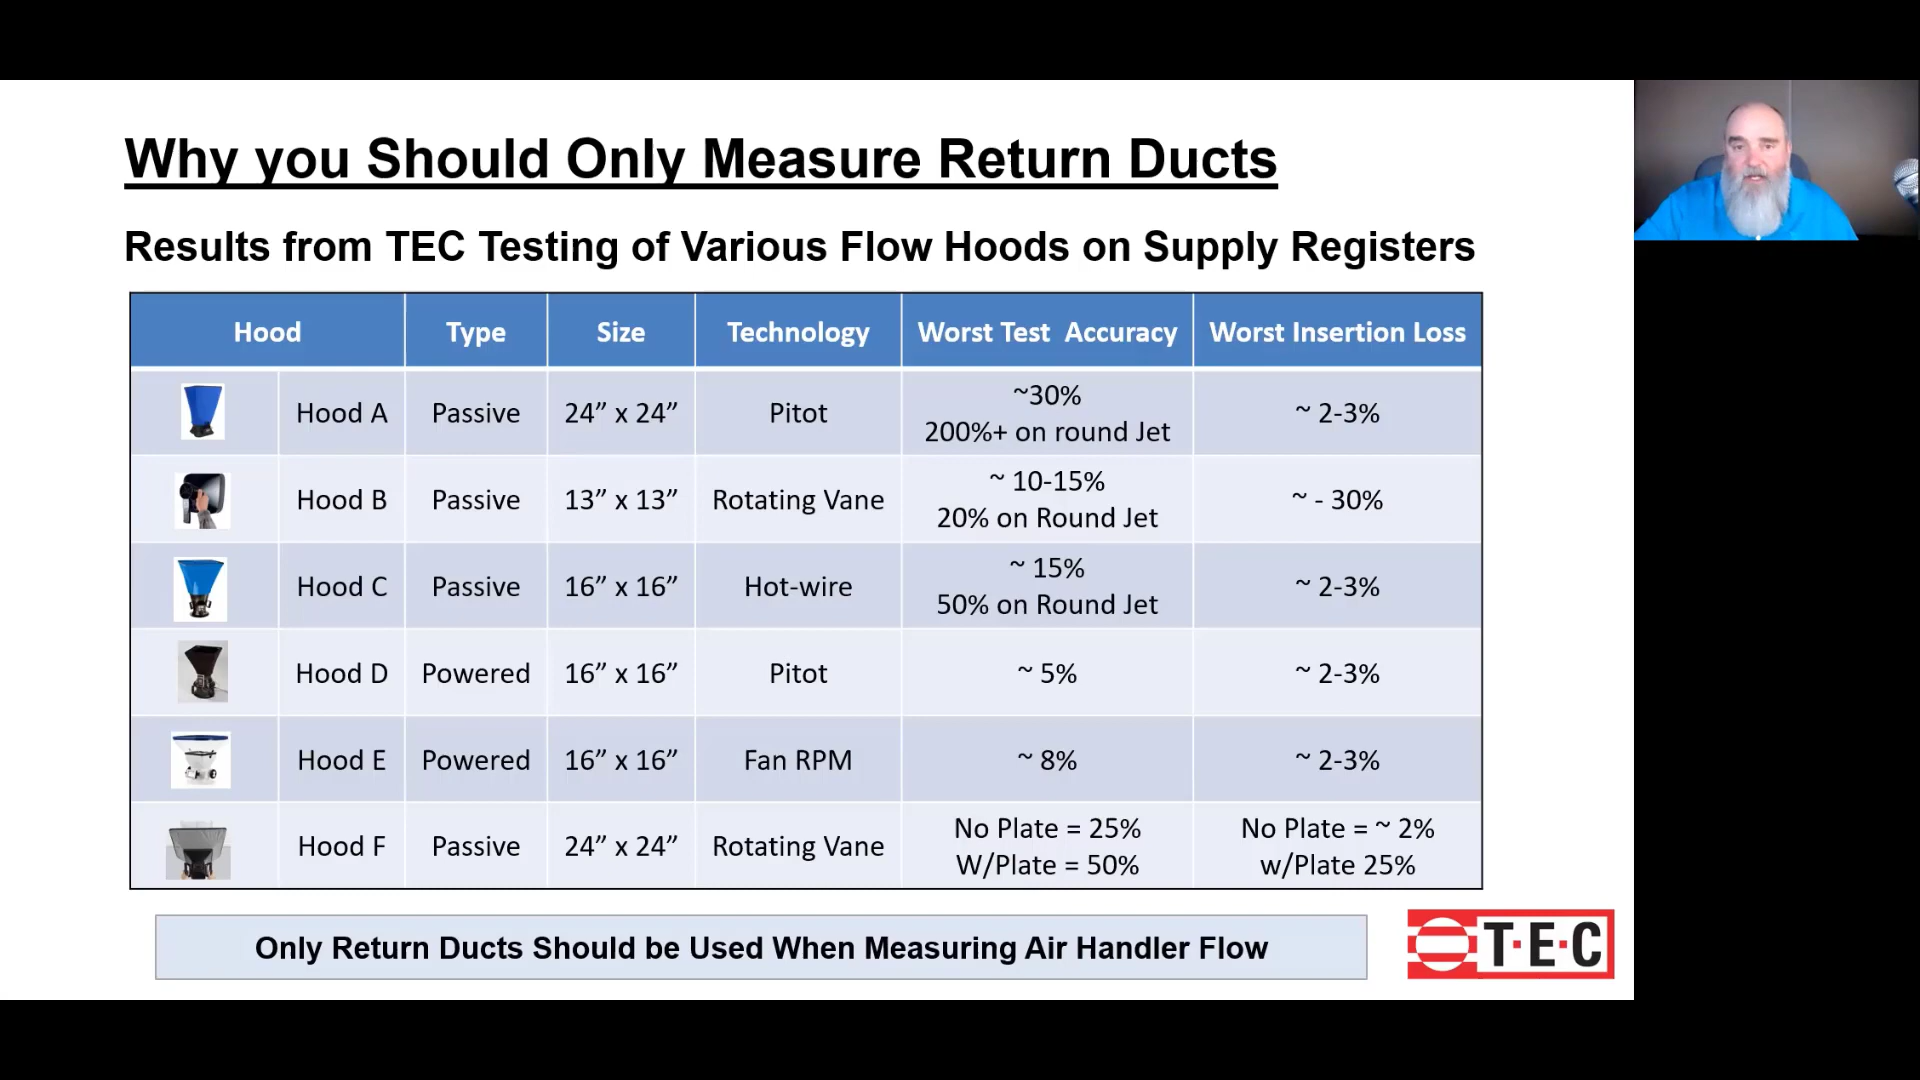 Why you Should Only Measure Return Ducts
Results from TEC Testing of Various Flow Hoods on Supply Registers
Hood Type Size Technology Worst Test Accuracy Worst Insertion Loss
Hood A Passive 24” x 24” Pitot ~30% 200%+ on round Jet ~ 2-3%
Hood B Passive 13” x 13” Rotating Vane ~ 10-15% 20% on Round Jet ~ - 30%
Hood C Passive 16” x 16” Hot-wire ~ 15% 50% on Round Jet ~ 2-3%
Hood D Powered 16” x 16” Pitot ~ 5% ~ 2-3%
Hood E Powered 16” x 16” Fan RPM ~ 8% ~ 2-3%
Hood F Passive 24” x 24” Rotating Vane No Plate = 25% W/Plate = 50% No Plate = ~ 2% w/Plate 25%
Only Return Ducts Should be Used When Measuring Air Handler Flow
T·E·C